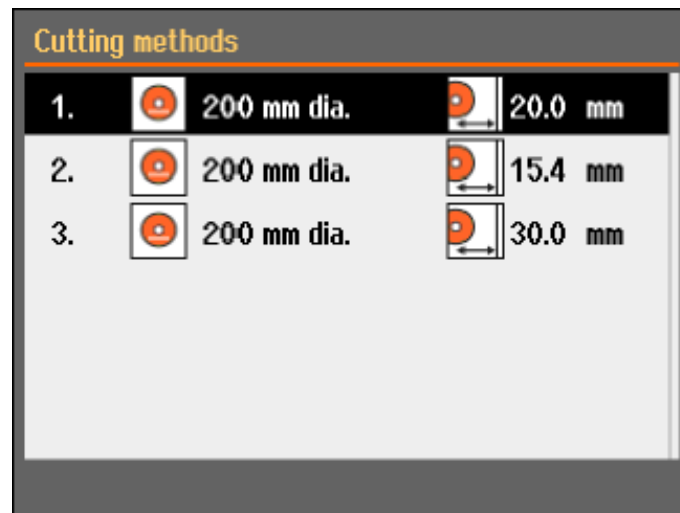 Cutting methods
1. 200 mm dia. 20.0 mm
2. 200 mm dia. 15.4 mm
3. 200 mm dia. 30.0 mm